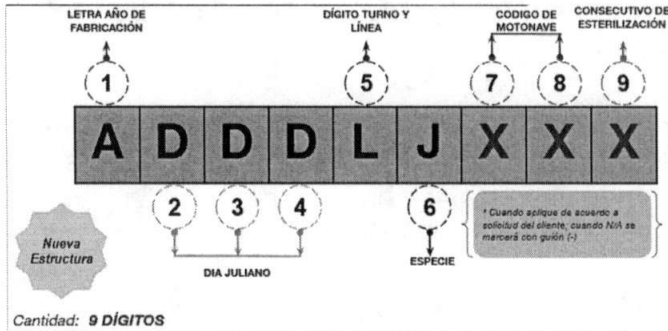 LETRA AÑO DE
FABRICACIÓN
DÍGITO TURNO Y
LÍNEA
CODIGO DE
MOTONAVE
CONSECUTIVO DE
ESTERILIZACIÓN
1
5
7
8
9
A D D D L J X X X
2
3
4
6
* Cuando aplique de acuerdo a
solicitud del cliente; cuando N/A se
marcará con guión (-)
Nueva
Estructura
DIA JULIANO
ESPECIE
Cantidad: 9 DÍGITOS